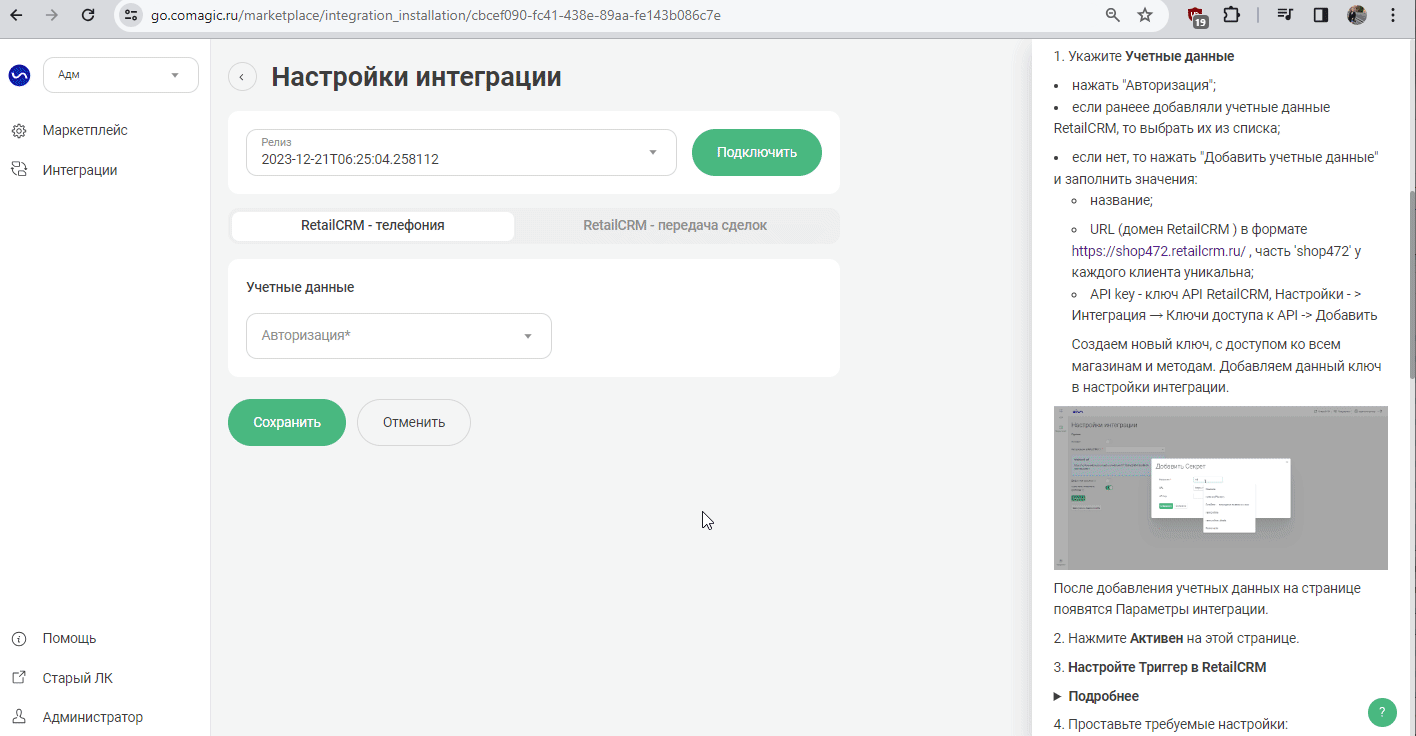 go.comagic.ru/marketplace/integration_installation/cbcef090-fc41-438e-89aa-fe143b086c7e
19
Адм
Маркетплейс
Интеграции
Помощь
Старый ЛК
Администратор
Настройки интеграции
Релиз
2023-12-21T06:25:04.258112
Подключить
RetailCRM - телефония
RetailCRM - передача сделок
Учетные данные
Авторизация*
Сохранить
Отменить
1. Укажите Учетные данные
• нажать "Авторизация";
• если ранеее добавляли учетные данные
RetailCRM, то выбрать их из списка;
• если нет, то нажать "Добавить учетные данные"
и заполнить значения:
◦ название;
◦ URL (домен RetailCRM ) в формате
https://shop472.retailcrm.ru/ , часть 'shop472' у
каждого клиента уникальна;
◦ API key - ключ API RetailCRM, Настройки - >
Интеграция → Ключи доступа к API -> Добавить
Создаем новый ключ, с доступом ко всем
магазинам и методам. Добавляем данный ключ
в настройки интеграции.
Настройки интеграции
Добавить Секрет
После добавления учетных данных на странице
появятся Параметры интеграции.
2. Нажмите Активен на этой странице.
3. Настройте Триггер в RetailCRM
▶ Подробнее
4. Проставьте требуемые настройки:
?